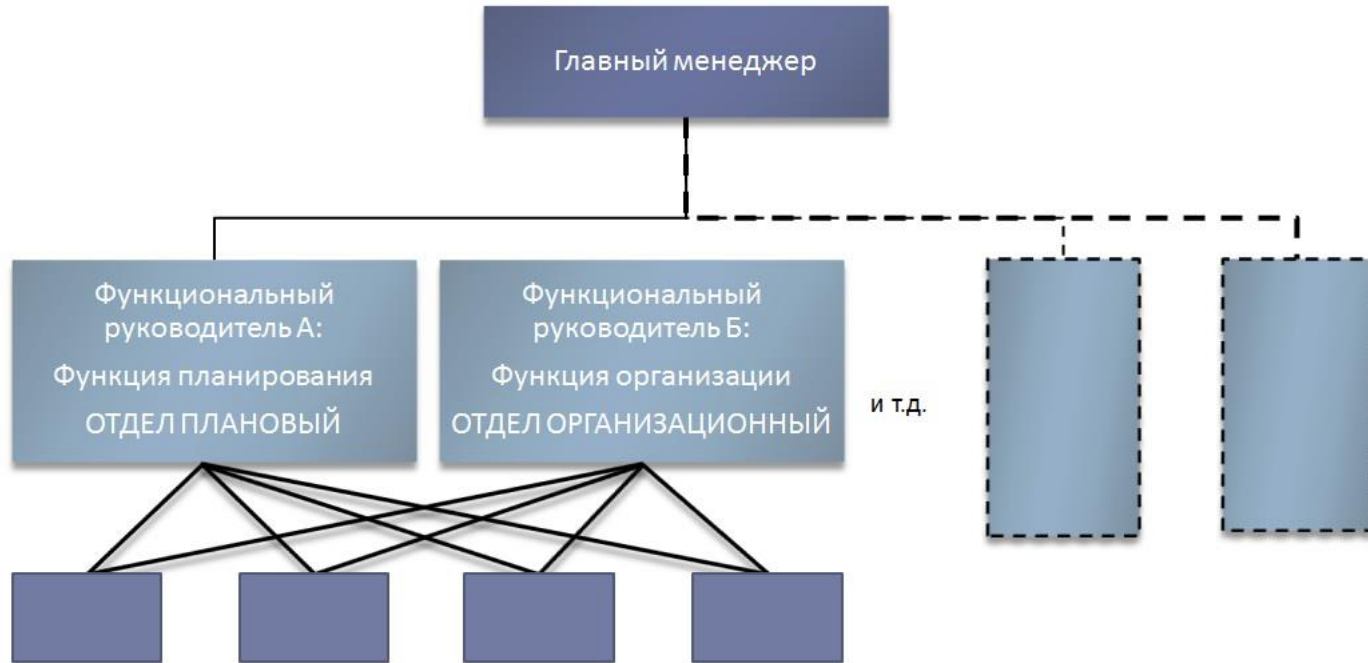 Главный менеджер
Функциональный
руководитель А:
Функция планирования
ОТДЕЛ ПЛАНОВЫЙ
Функциональный
руководитель Б:
Функция организации
ОТДЕЛ ОРГАНИЗАЦИОННЫЙ
и т.д.